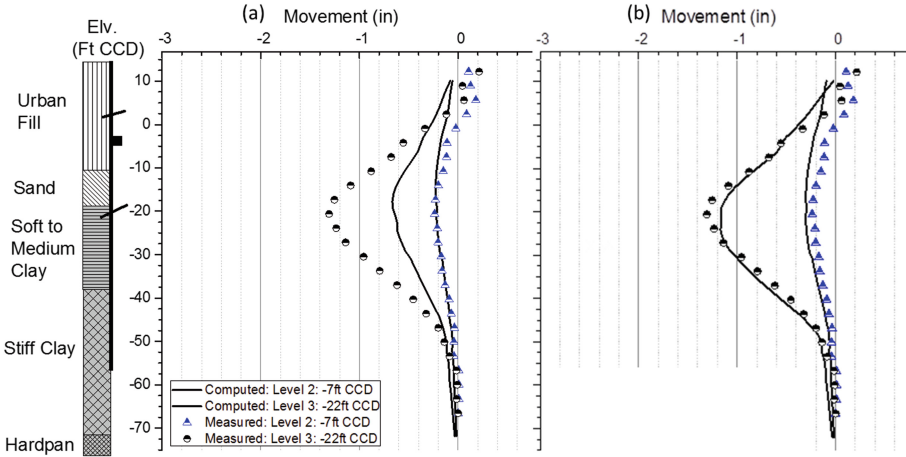 (a)
Movement (in)
(b)
Movement (in)
Elv.
(Ft CCD)
-3
-2
-1
0
-3
-2
-1
0
10
0
-10
-20
-30
-40
-50
-60
-70
Urban
Fill
Sand
Soft to
Medium
Clay
Stiff Clay
Hardpan
Computed: Level 2: -7ft CCD
Computed: Level 3: -22ft CCD
Measured: Level 2: -7ft CCD
Measured: Level 3: -22ft CCD